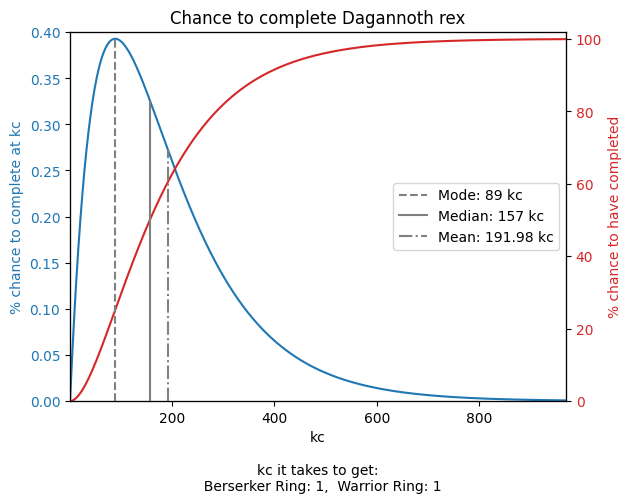 Chance to complete Dagannoth rex
% chance to complete at kc
0.40
0.35
0.30
0.25
0.20
0.15
0.10
0.05
0.00
Mode: 89 kc
Median: 157 kc
Mean: 191.98 kc
100
80
60
40
20
0
% chance to have completed
200 400 600 800
kc
kc it takes to get:
Berserker Ring: 1,  Warrior Ring: 1